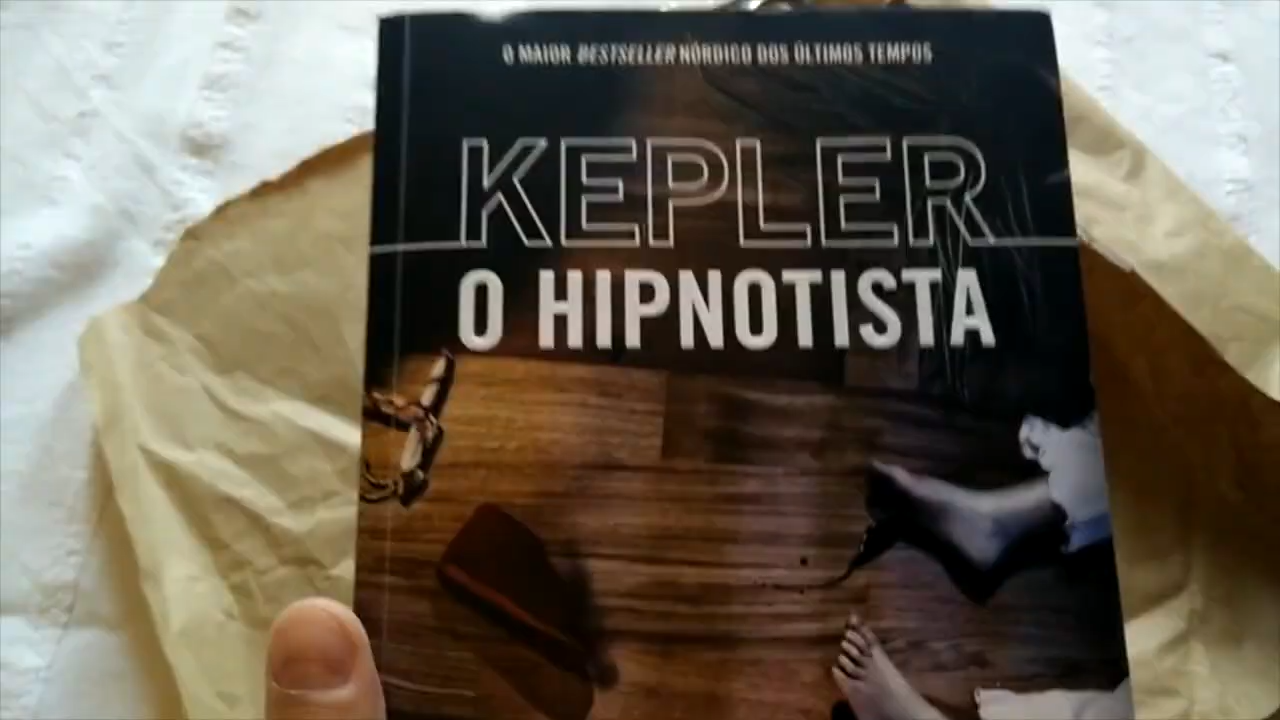 O MAIOR BESTSELLER NÓRDICO DOS ÚLTIMOS TEMPOS
KEPLER
O HIPNOTISTA